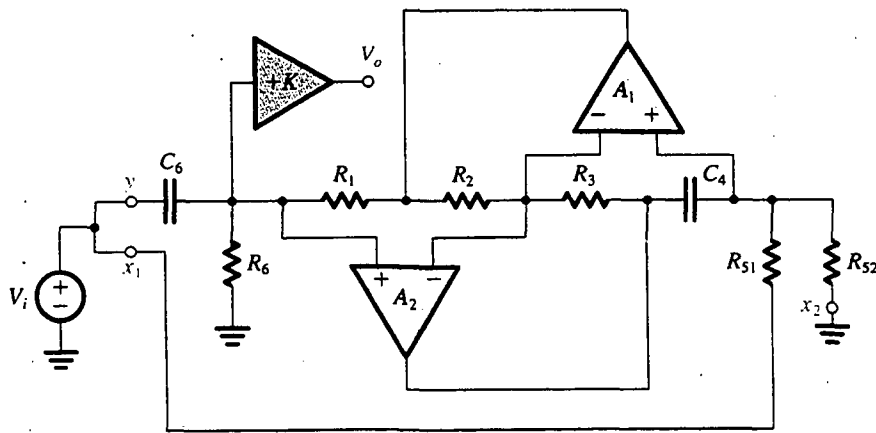 +K
V_o
A_1
− +
C_6
R_1
R_2
R_3
C_4
y
x_1
V_i
+
−
R_6
+ −
A_2
R_51
R_52
x_2